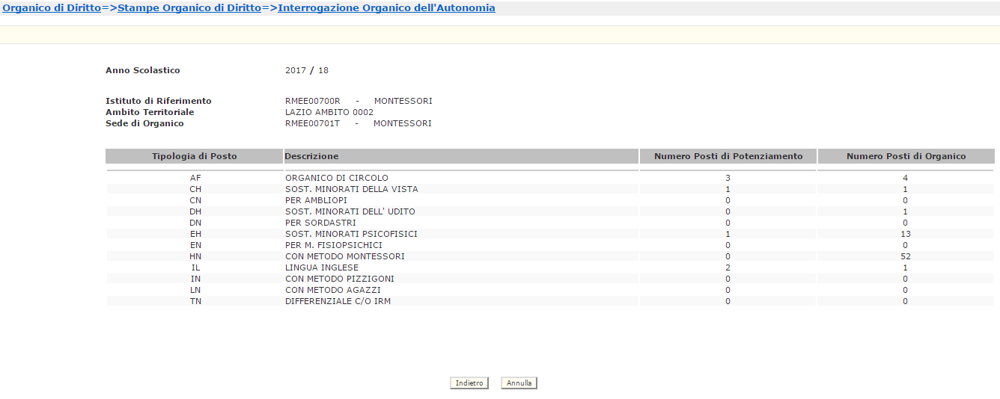 Organico di Diritto=>Stampe Organico di Diritto=>Interrogazione Organico dell'Autonomia
Anno Scolastico 2017 / 18
Istituto di Riferimento RMEE00700R - MONTESSORI
Ambito Territoriale LAZIO AMBITO 0002
Sede di Organico RMEE00701T - MONTESSORI
Tipologia di Posto Descrizione Numero Posti di Potenziamento Numero Posti di Organico
AF ORGANICO DI CIRCOLO 3 4
CH SOST. MINORATI DELLA VISTA 1 1
CN PER AMBLIOPI 0 0
DH SOST. MINORATI DELL' UDITO 0 1
DN PER SORDASTRI 0 0
EH SOST. MINORATI PSICOFISICI 1 13
EN PER M. FISIOPSICHICI 0 0
HN CON METODO MONTESSORI 0 52
IL LINGUA INGLESE 2 1
IN CON METODO PIZZIGONI 0 0
LN CON METODO AGAZZI 0 0
TN DIFFERENZIALE C/O IRM 0 0
Indietro Annulla